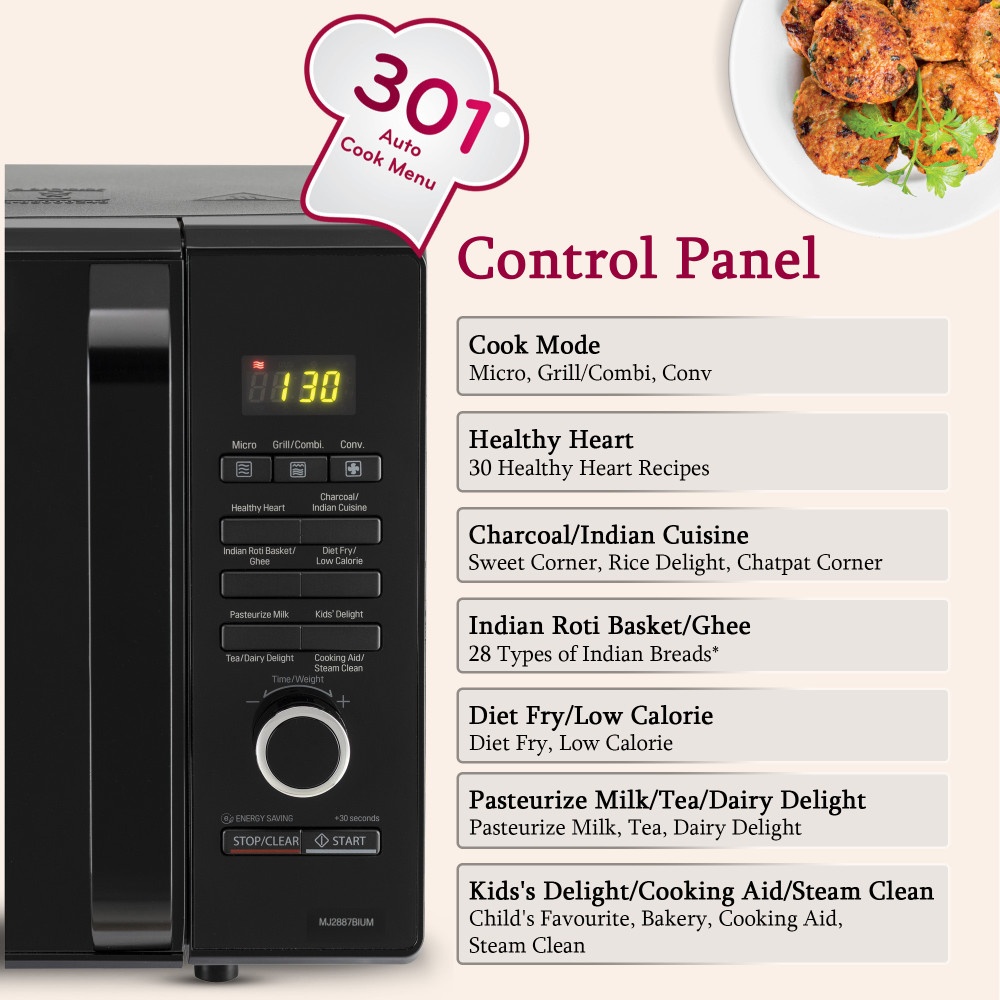 301
Auto
Cook Menu
Control Panel
Cook Mode
Micro, Grill/Combi, Conv
Healthy Heart
30 Healthy Heart Recipes
Charcoal/Indian Cuisine
Sweet Corner, Rice Delight, Chatpat Corner
Indian Roti Basket/Ghee
28 Types of Indian Breads*
Diet Fry/Low Calorie
Diet Fry, Low Calorie
Pasteurize Milk/Tea/Dairy Delight
Pasteurize Milk, Tea, Dairy Delight
Kids's Delight/Cooking Aid/Steam Clean
Child's Favourite, Bakery, Cooking Aid,
Steam Clean
130
Micro Grill/Combi. Conv.
Healthy Heart
Charcoal/
Indian Cuisine
Indian Roti Basket/
Ghee
Diet Fry/
Low Calorie
Pasteurize Milk
Kids' Delight
Tea/Dairy Delight
Cooking Aid/
Steam Clean
Time/Weight
− +
ENERGY SAVING
+30 seconds
STOP/CLEAR
START
MJ2887BIUM